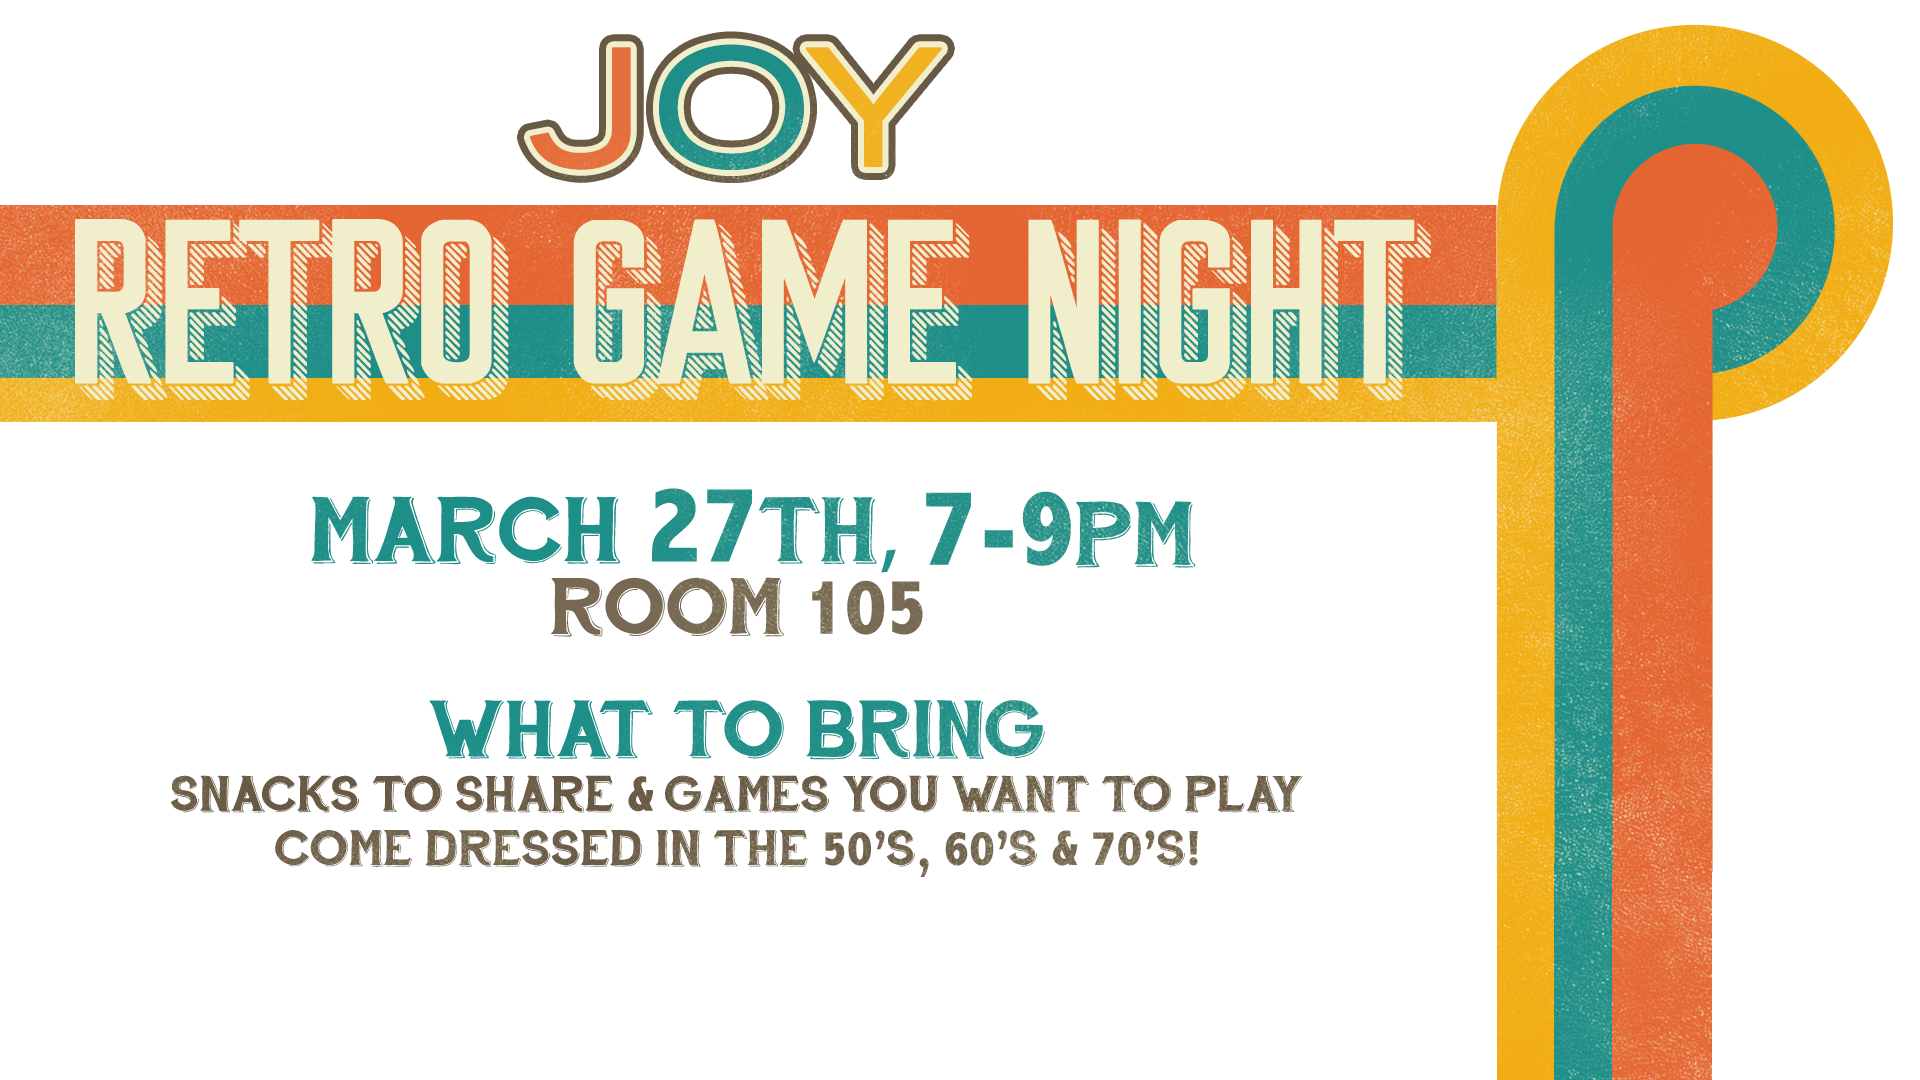 JOY
RETRO GAME NIGHT
MARCH 27TH, 7-9PM
ROOM 105
WHAT TO BRING
SNACKS TO SHARE & GAMES YOU WANT TO PLAY
COME DRESSED IN THE 50'S, 60'S & 70'S!